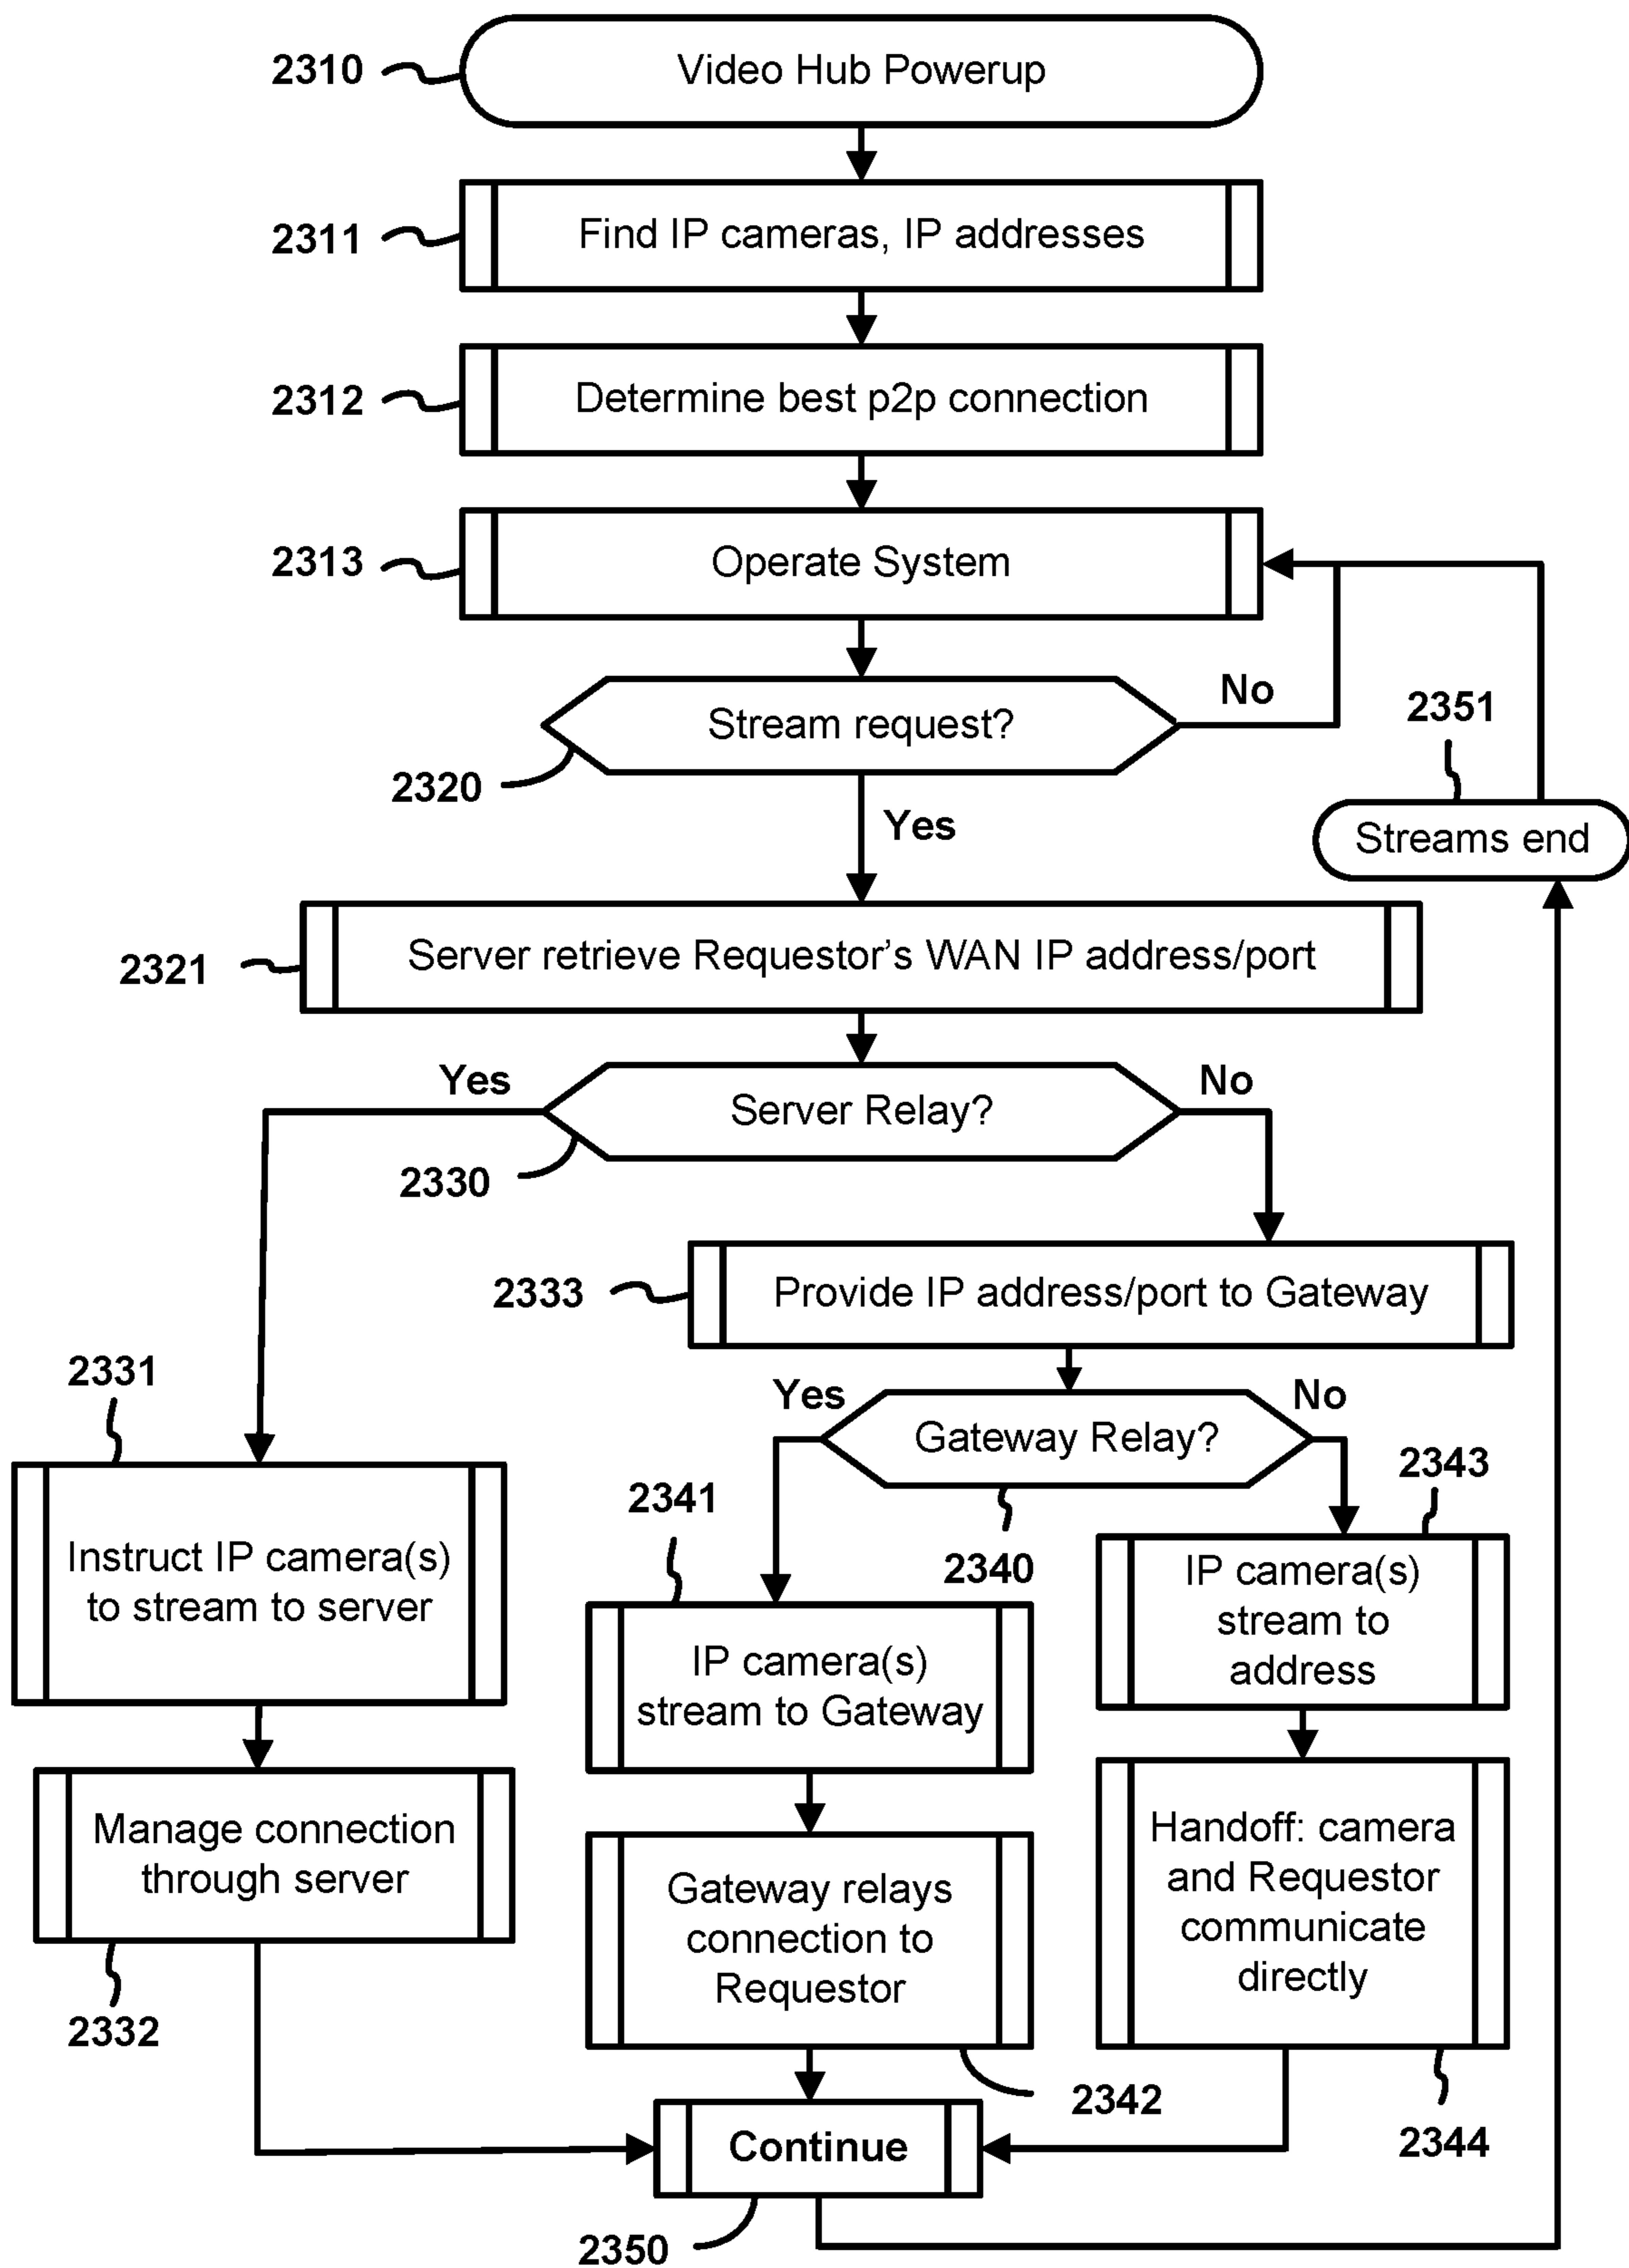 2310
Video Hub Powerup
2311
Find IP cameras, IP addresses
2312
Determine best p2p connection
2313
Operate System
Stream request?
No
2320
Yes
2351
Streams end
2321
Server retrieve Requestor's WAN IP address/port
Yes
Server Relay?
No
2330
2333
Provide IP address/port to Gateway
Yes
Gateway Relay?
No
2340
2331
Instruct IP camera(s)
to stream to server
Manage connection
through server
2332
2341
IP camera(s)
stream to Gateway
Gateway relays
connection to
Requestor
2342
2343
IP camera(s)
stream to
address
Handoff: camera
and Requestor
communicate
directly
2344
Continue
2350